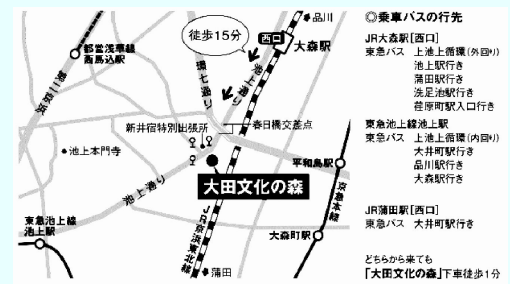 品川
徒歩15分
西口
大森駅
都営浅草線
西馬込駅
第二京浜
環七通り
池上通り
新井宿特別出張所
春日橋交差点
池上本門寺
平和島駅
大田文化の森
池上通り
京急本線
JR京浜東北線
東急池上線
池上駅
大森町駅
蒲田
◎乗車バスの行先
JR大森駅[西口]
東急バス 上池上循環(外回り)
池上駅行き
蒲田駅行き
洗足池駅行き
荏原町駅入口行き
東急池上線池上駅
東急バス 上池上循環(内回り)
大井町駅行き
品川駅行き
大森駅行き
JR蒲田駅[西口]
東急バス 大井町駅行き
どちらから来ても
「大田文化の森」下車徒歩1分